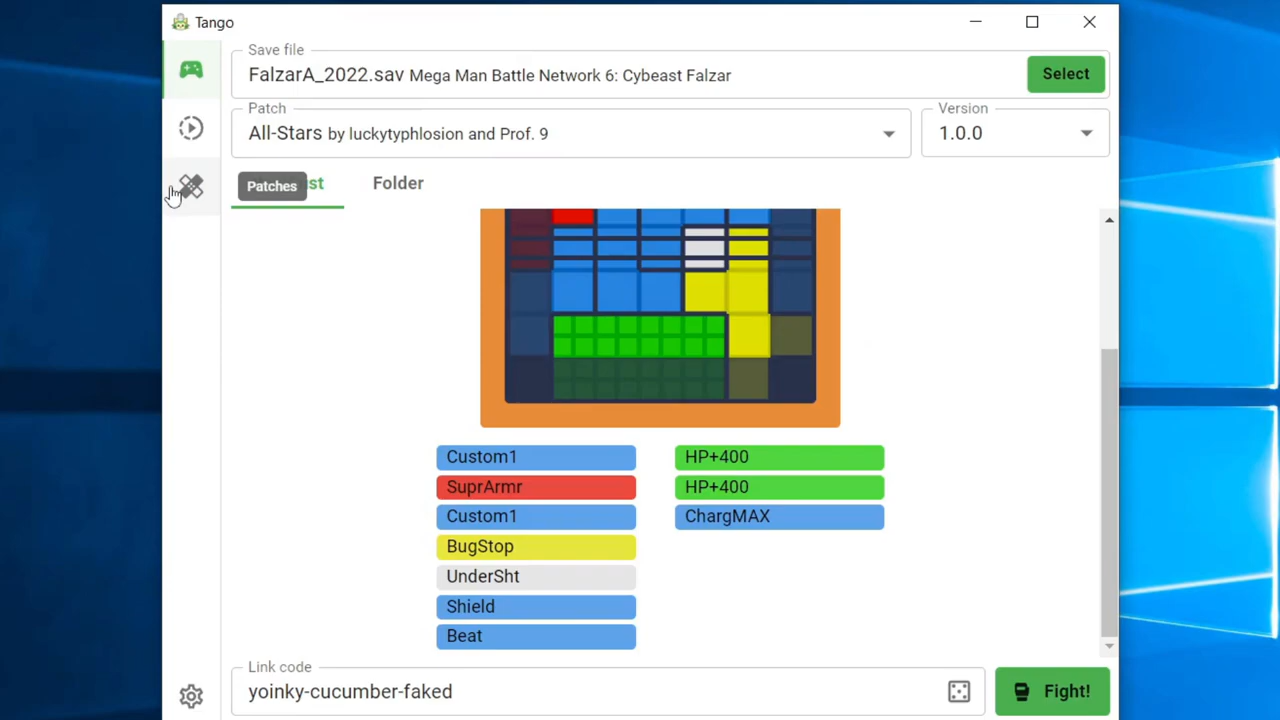 Tango
Save file
FalzarA_2022.sav Mega Man Battle Network 6: Cybeast Falzar
Select
Patch
All-Stars by luckytyphlosion and Prof. 9
Version
1.0.0
Patches
st
Folder
Custom1
HP+400
SuprArmr
HP+400
Custom1
ChargMAX
BugStop
UnderSht
Shield
Beat
Link code
yoinky-cucumber-faked
Fight!